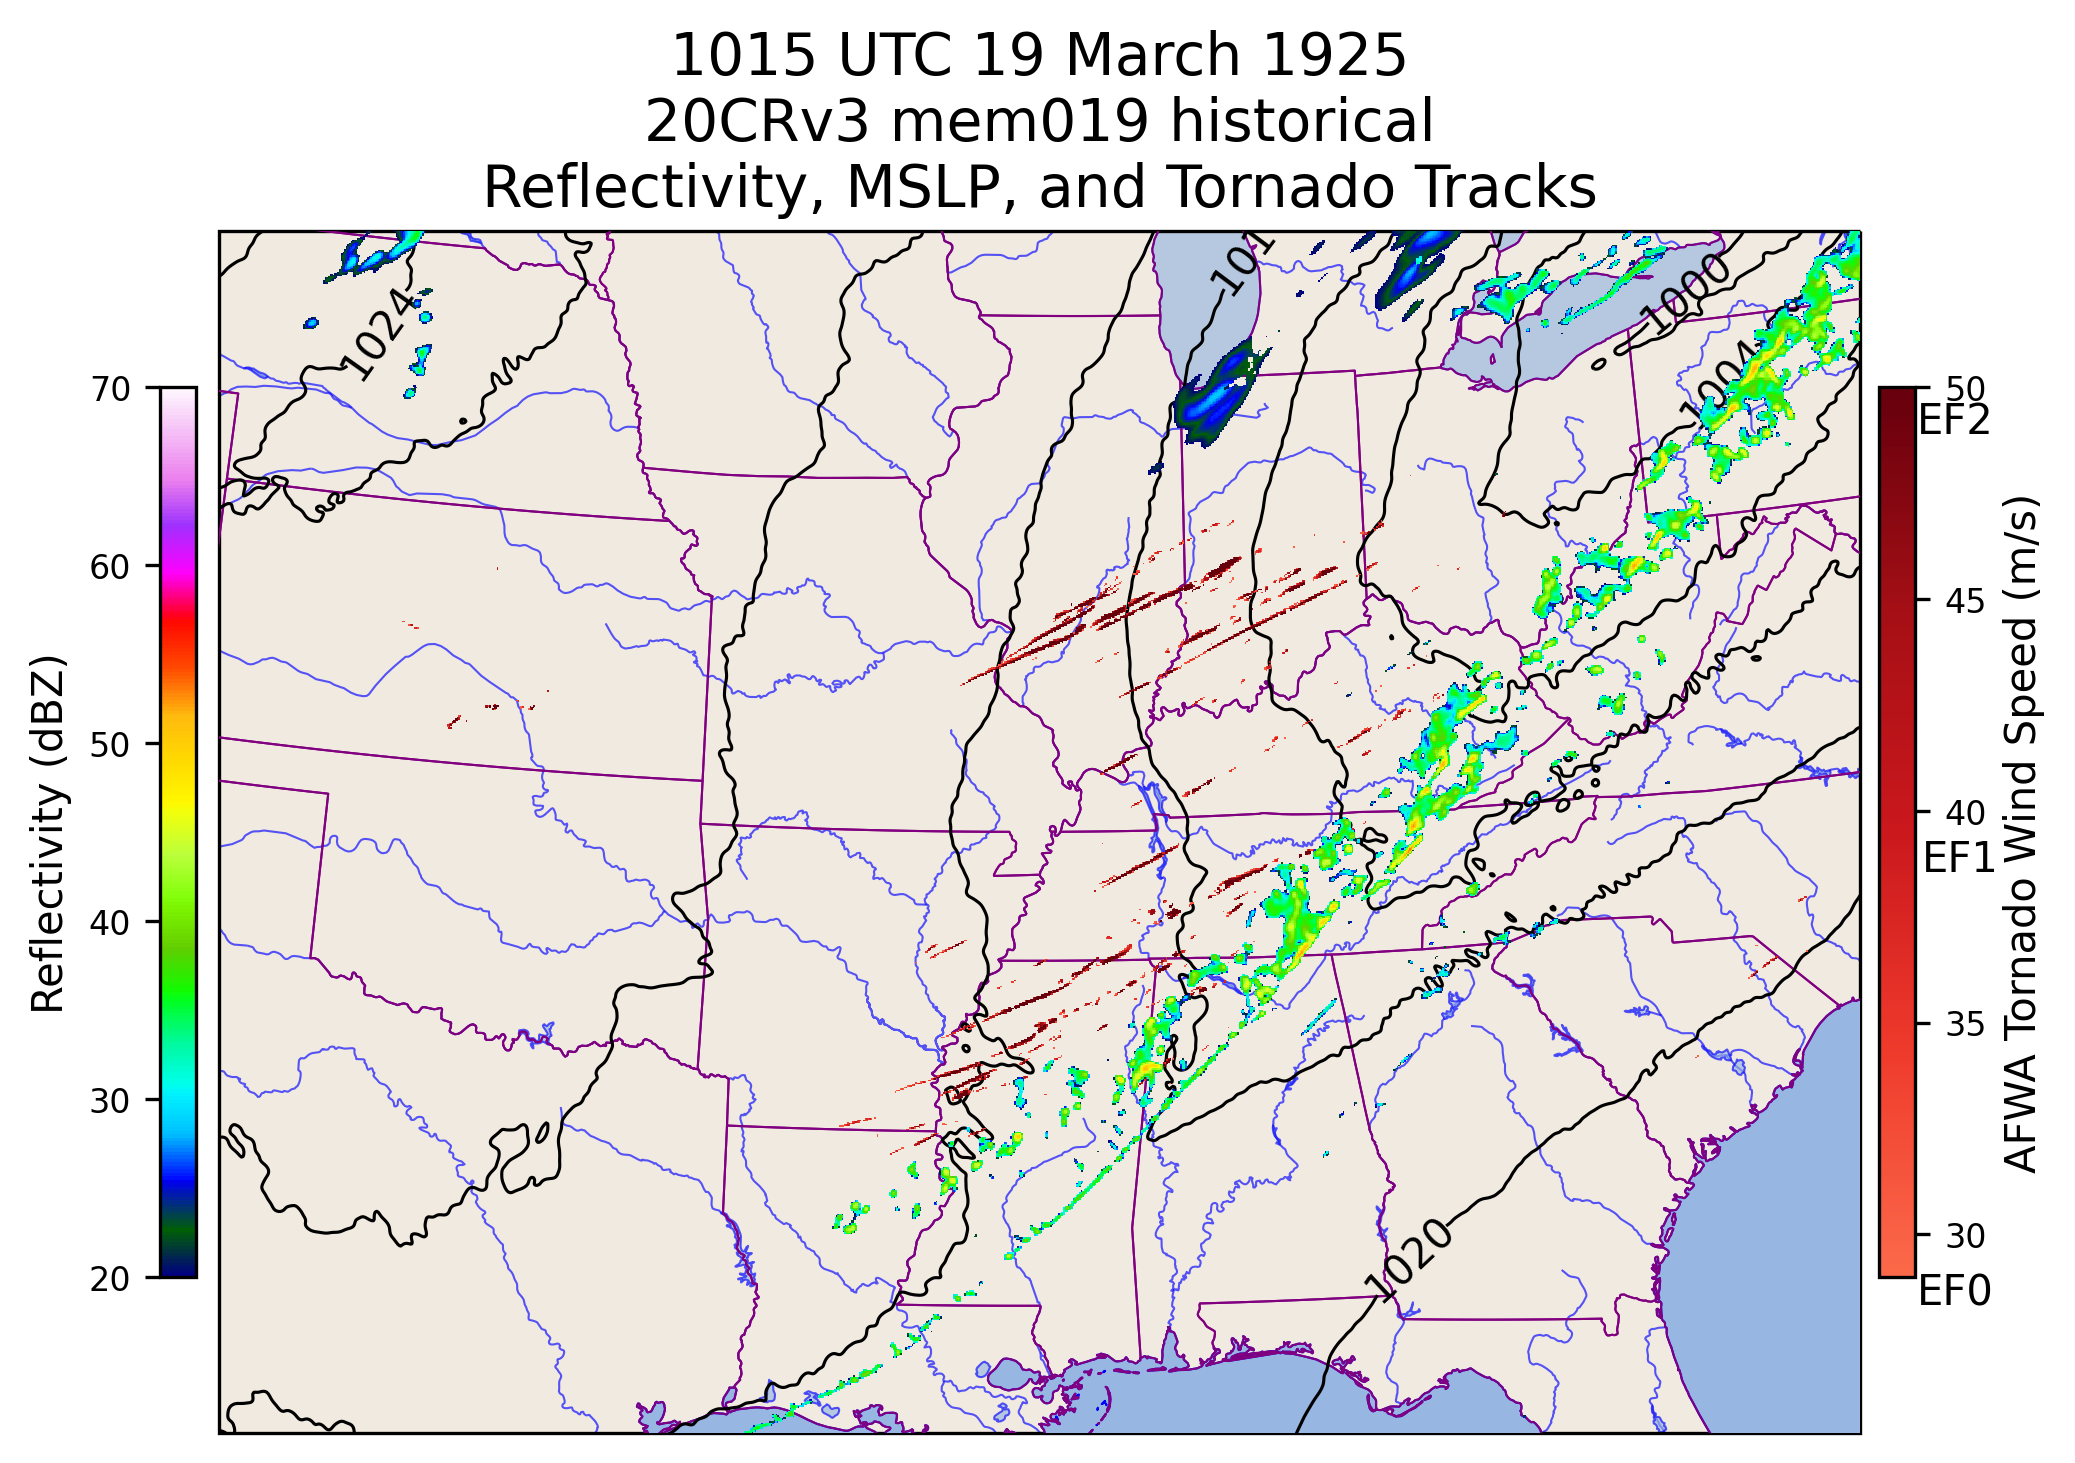 1015 UTC 19 March 1925
20CRv3 mem019 historical
Reflectivity, MSLP, and Tornado Tracks
Reflectivity (dBZ)
70
60
50
40
30
20
1024
101
1000
1004
1020
50
EF2
45
40
EF1
35
30
EF0
AFWA Tornado Wind Speed (m/s)